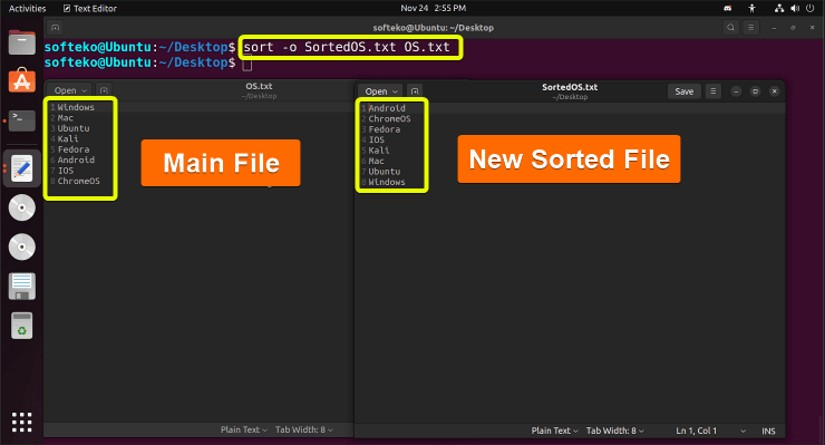 Activities Text Editor Nov 24 2:55 PM
softeko@Ubuntu:~/Desktop
softeko@Ubuntu:~/Desktop$ sort -o SortedOS.txt OS.txt
softeko@Ubuntu:~/Desktop$
Open OS.txt
~/Desktop
1 Windows
2 Mac
3 Ubuntu
4 Kali
5 Fedora
6 Android
7 IOS
8 ChromeOS
Main File
Plain Text Tab Width: 8
Open SortedOS.txt Save
~/Desktop
1 Android
2 ChromeOS
3 Fedora
4 IOS
5 Kali
6 Mac
7 Ubuntu
8 Windows
New Sorted File
Plain Text Tab Width: 8 Ln 1, Col 1 INS